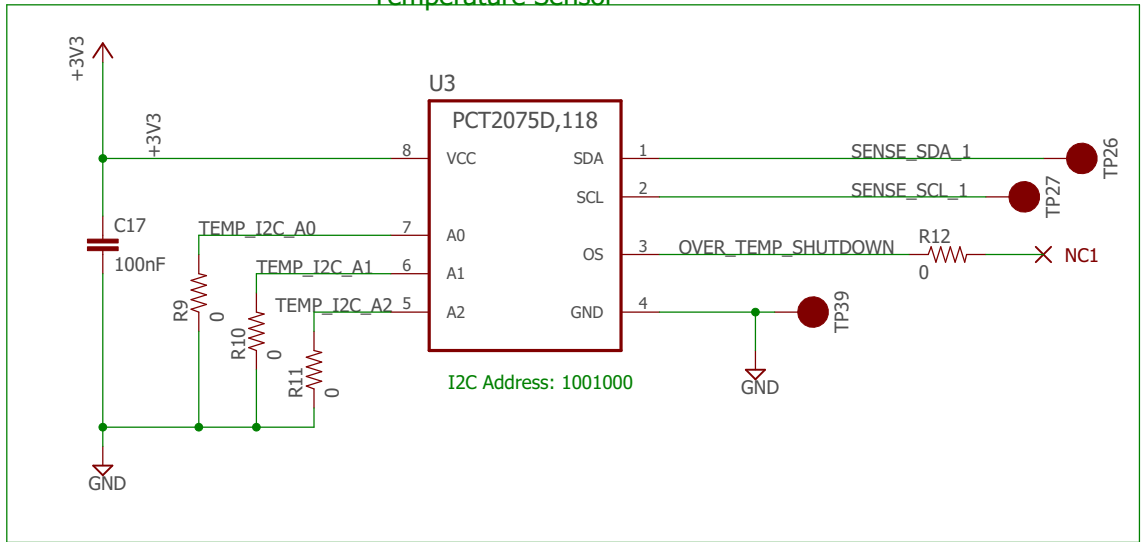 Temperature Sensor
+3V3
+3V3
U3
PCT2075D,118
8 VCC
SDA 1
SENSE_SDA_1
TP26
SCL 2
SENSE_SCL_1
TP27
C17
100nF
TEMP_I2C_A0
7 A0
OS 3
OVER_TEMP_SHUTDOWN
R12
0
NC1
TEMP_I2C_A1
6 A1
TEMP_I2C_A2
5 A2
GND 4
TP39
R9
0
R10
0
R11
0
I2C Address: 1001000
GND
GND